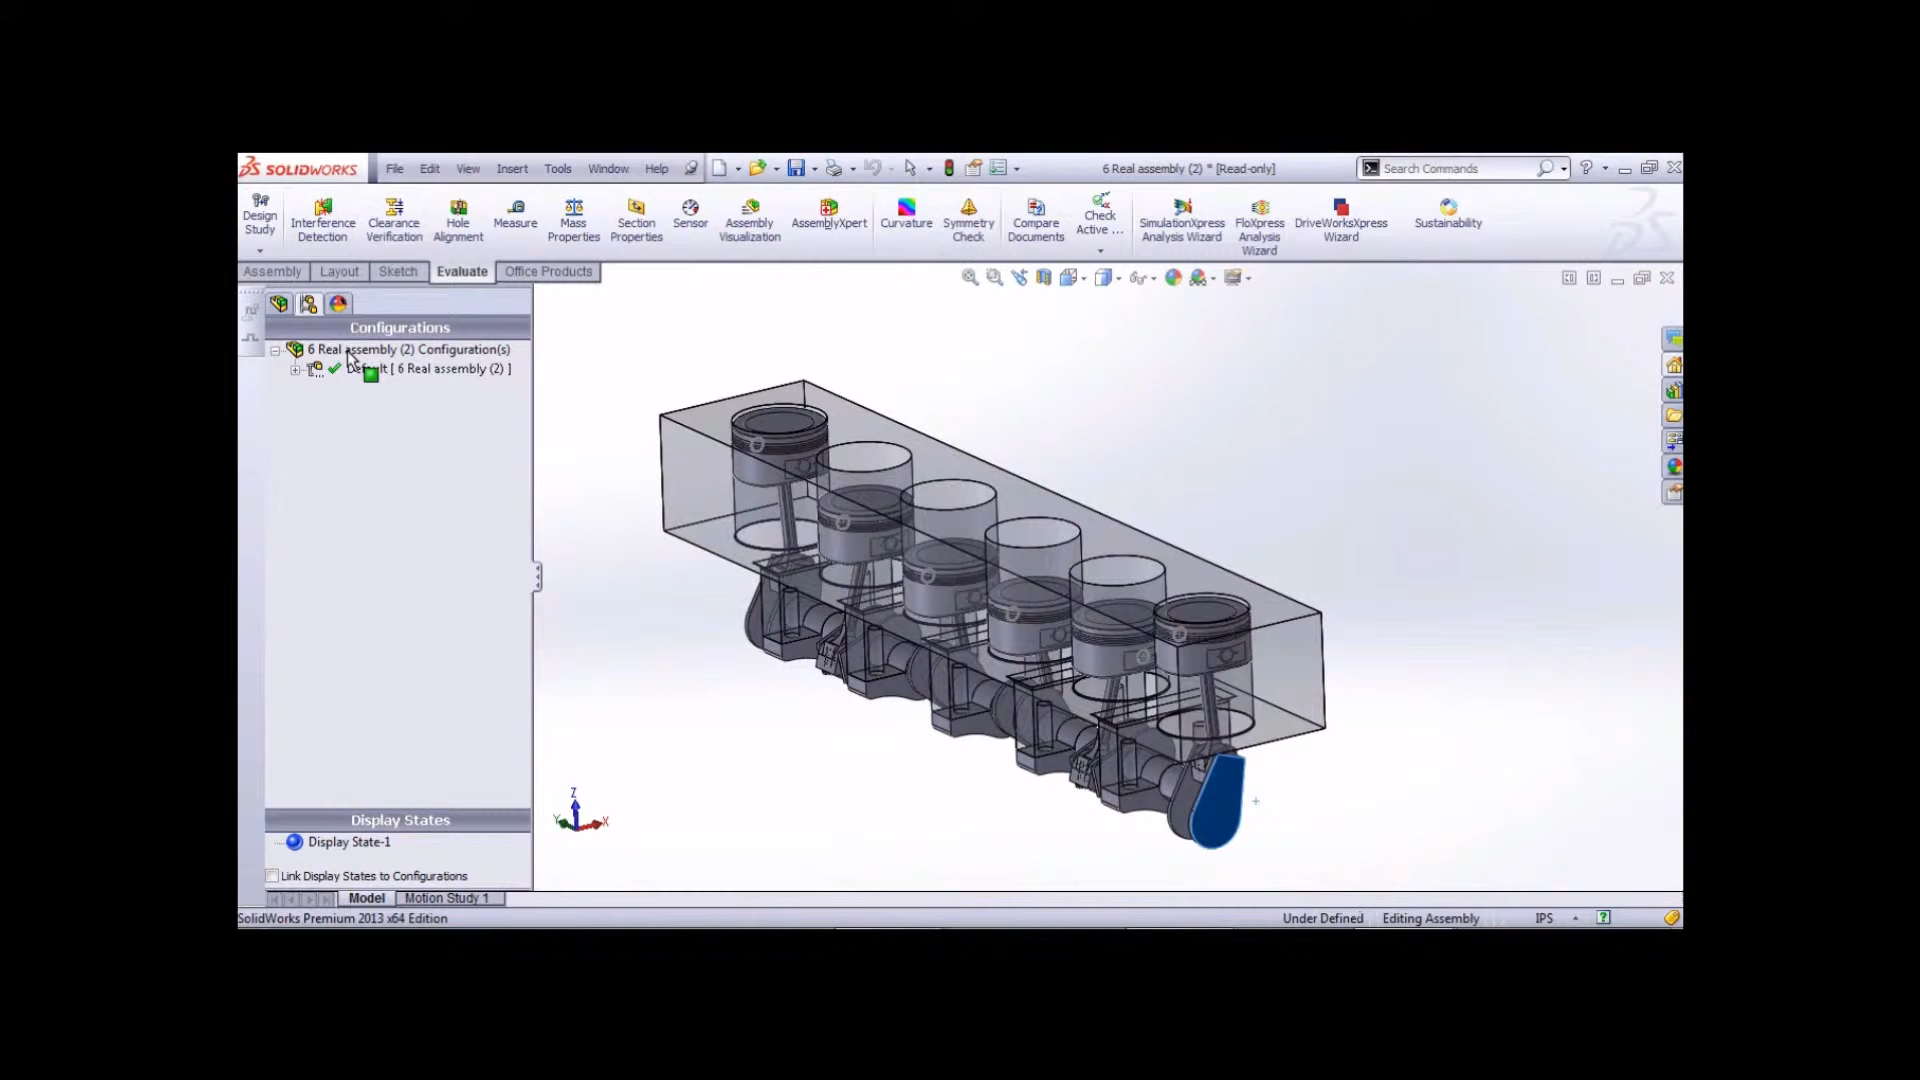 SOLIDWORKS File Edit View Insert Tools Window Help 6 Real assembly (2) * [Read-only] Search Commands
Design Study
Interference Detection
Clearance Verification
Hole Alignment
Measure
Mass Properties
Section Properties
Sensor
Assembly Visualization
AssemblyXpert
Curvature
Symmetry Check
Compare Documents
Check Active ...
SimulationXpress Analysis Wizard
FloXpress Analysis Wizard
DriveWorksXpress Wizard
Sustainability
Assembly Layout Sketch Evaluate Office Products
Configurations
6 Real assembly (2) Configuration(s)
Default [ 6 Real assembly (2) ]
Z
Y X
Display States
Display State-1
Link Display States to Configurations
Model Motion Study 1
SolidWorks Premium 2013 x64 Edition Under Defined Editing Assembly IPS